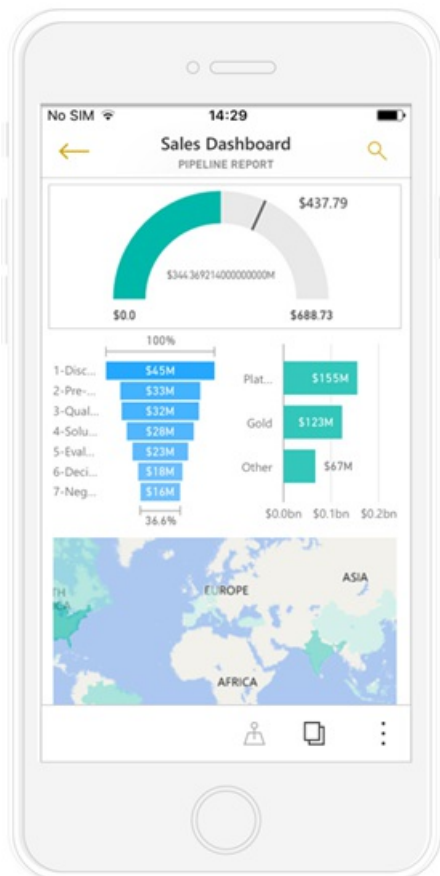 No SIM 14:29
Sales Dashboard
PIPELINE REPORT
$437.79
$344.369214000000000M
$0.0 $688.73
100%
1-Disc... $45M
2-Pre-... $33M
3-Qual... $32M
4-Solu... $28M
5-Eval... $23M
6-Deci... $18M
7-Neg... $16M
36.6%
Plat... $155M
Gold $123M
Other $67M
$0.0bn $0.1bn $0.2bn
TH
CA
EUROPE
ASIA
AFRICA